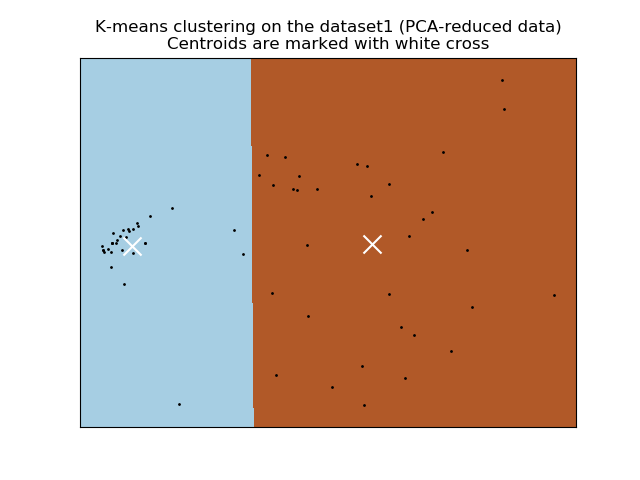 K-means clustering on the dataset1 (PCA-reduced data)
Centroids are marked with white cross